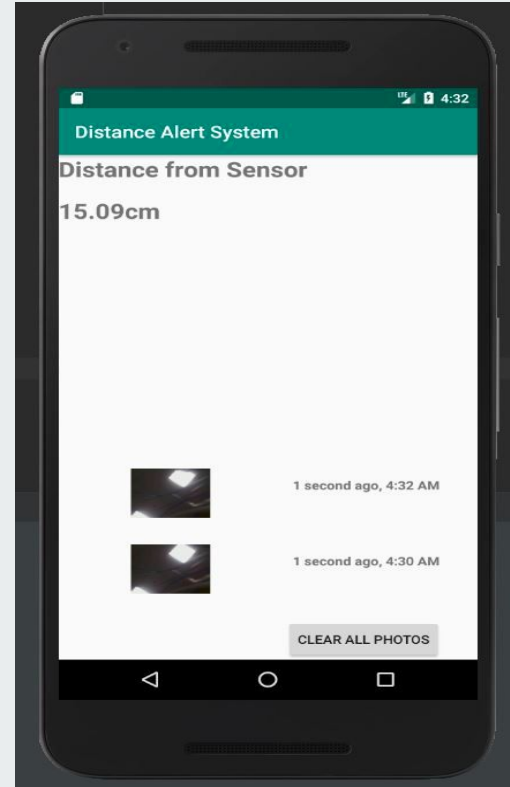 LTE 4:32
Distance Alert System
Distance from Sensor
15.09cm
1 second ago, 4:32 AM
1 second ago, 4:30 AM
CLEAR ALL PHOTOS